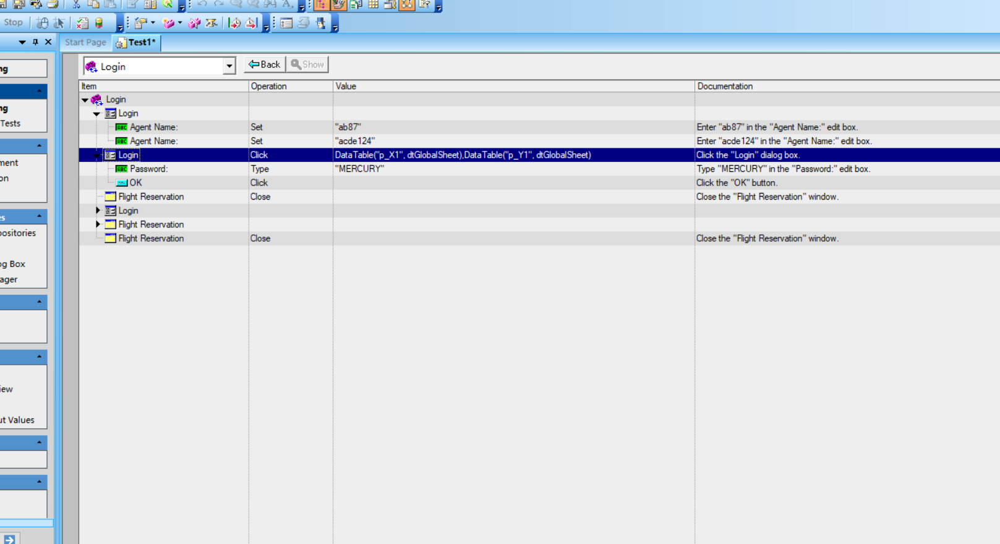 Stop
Start Page Test1*
ng
Login Back Show
Item Operation Value Documentation
Login
Login
ng
Tests
Agent Name: Set "ab87" Enter "ab87" in the "Agent Name:" edit box.
Agent Name: Set "acde124" Enter "acde124" in the "Agent Name:" edit box.
Login Click DataTable("p_X1", dtGlobalSheet),DataTable("p_Y1", dtGlobalSheet) Click the "Login" dialog box.
ment
Password: Type "MERCURY" Type "MERCURY" in the "Password:" edit box.
on
OK Click Click the "OK" button.
Flight Reservation Close Close the "Flight Reservation" window.
Login
es
Flight Reservation
positories
Flight Reservation Close Close the "Flight Reservation" window.
og Box
ager
iew
ut Values